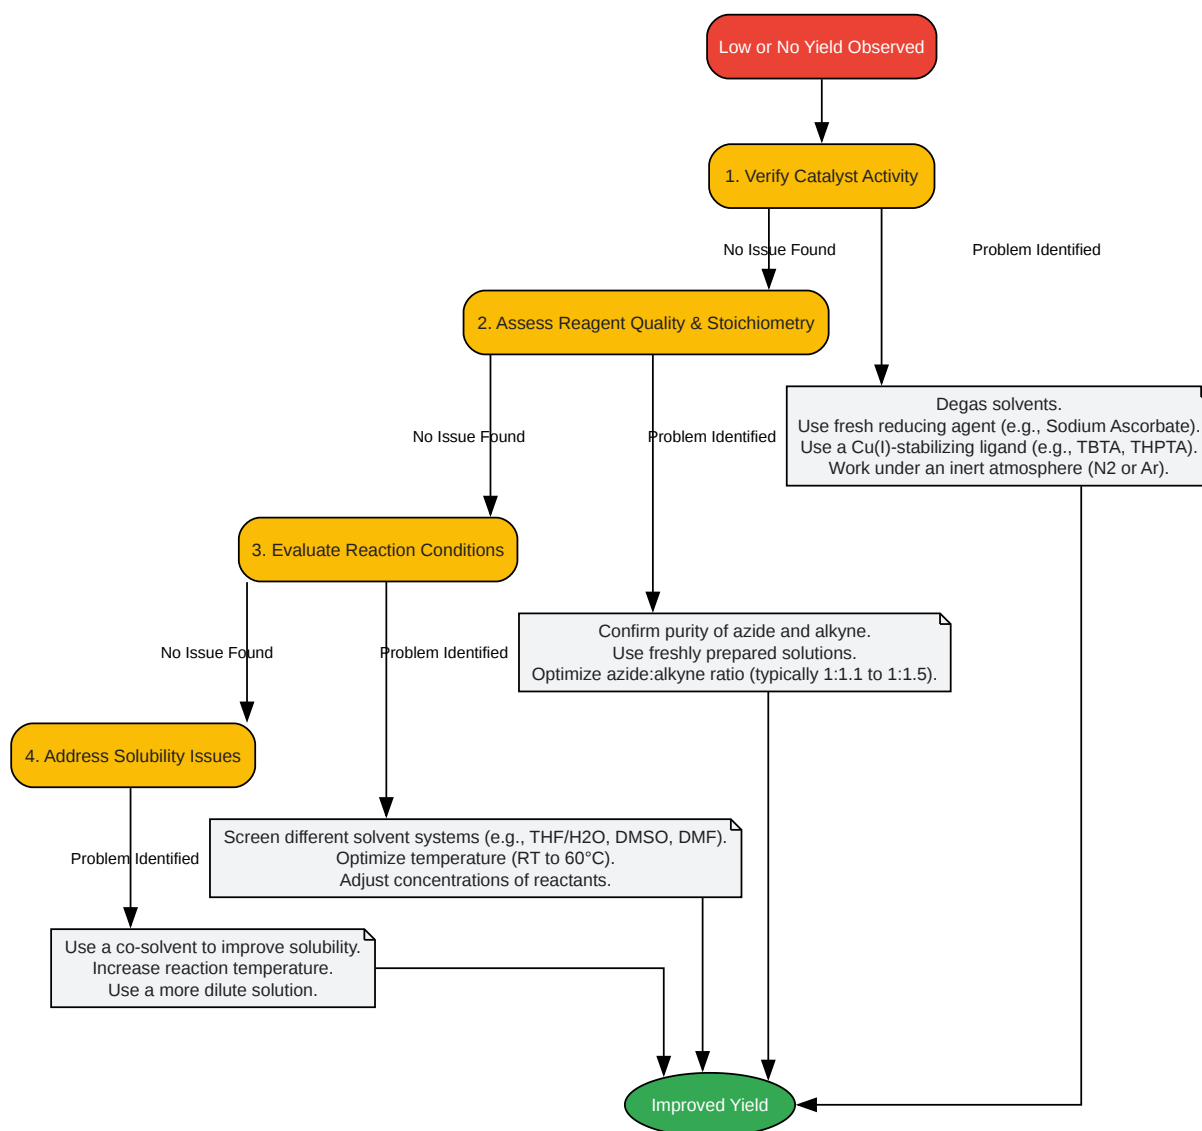 Low or No Yield Observed
1. Verify Catalyst Activity
No Issue Found
Problem Identified
2. Assess Reagent Quality & Stoichiometry
Degas solvents.
Use fresh reducing agent (e.g., Sodium Ascorbate).
Use a Cu(I)-stabilizing ligand (e.g., TBTA, THPTA).
Work under an inert atmosphere (N2 or Ar).
No Issue Found
Problem Identified
3. Evaluate Reaction Conditions
Confirm purity of azide and alkyne.
Use freshly prepared solutions.
Optimize azide:alkyne ratio (typically 1:1.1 to 1:1.5).
No Issue Found
Problem Identified
4. Address Solubility Issues
Screen different solvent systems (e.g., THF/H2O, DMSO, DMF).
Optimize temperature (RT to 60°C).
Adjust concentrations of reactants.
Problem Identified
Use a co-solvent to improve solubility.
Increase reaction temperature.
Use a more dilute solution.
Improved Yield